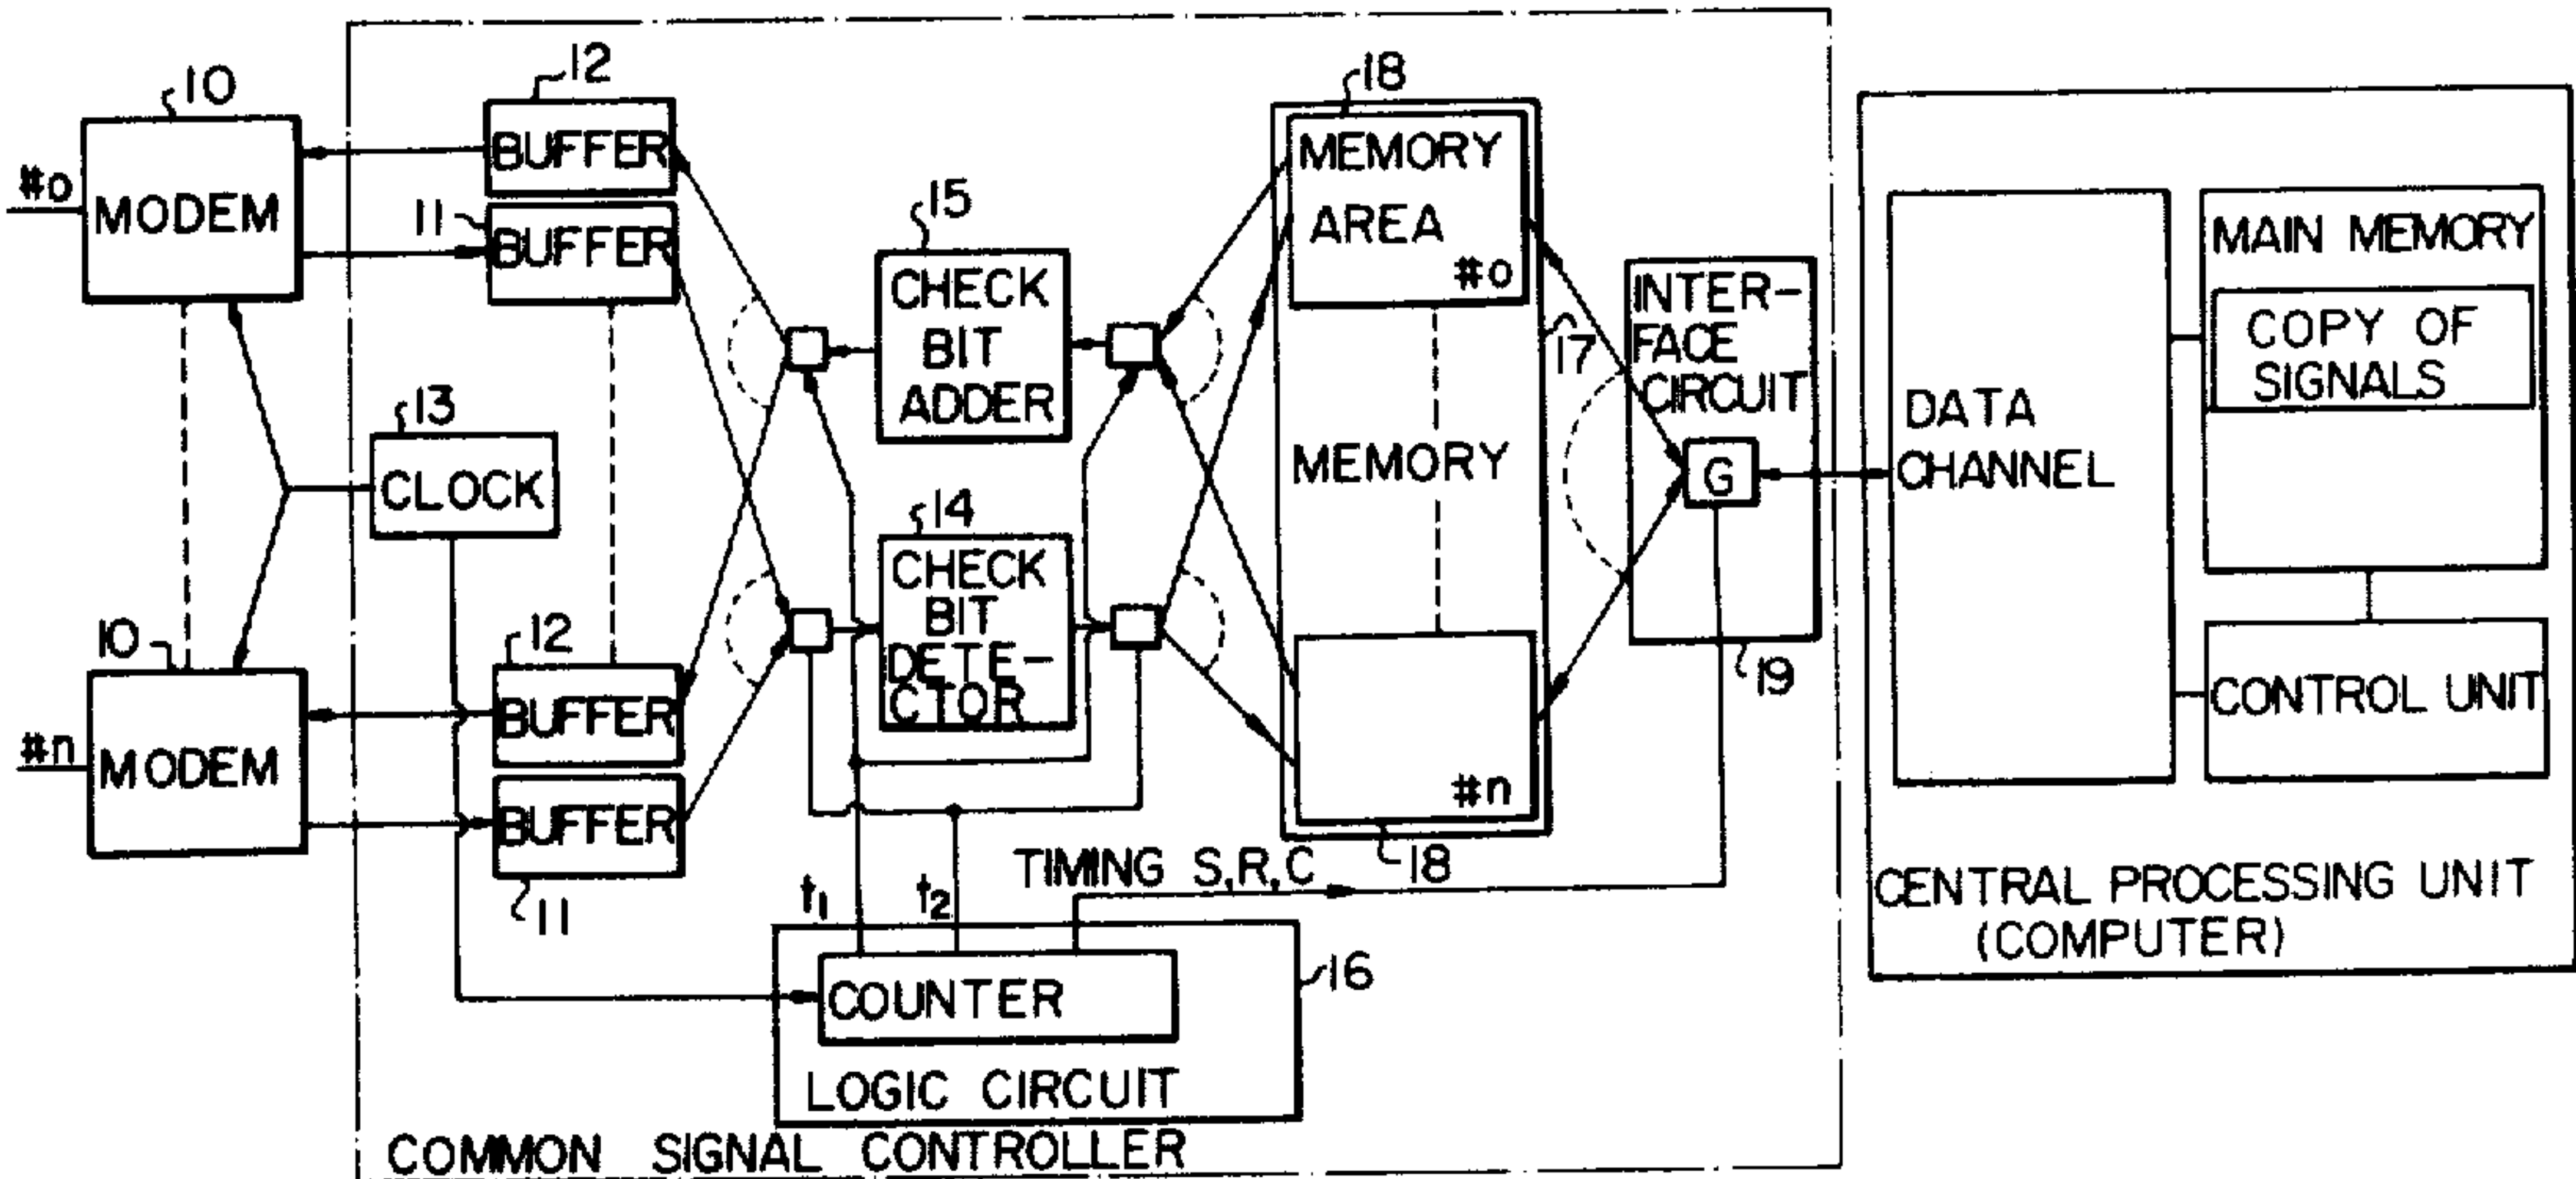 10
12
18
BUFFER
MEMORY
AREA
#0
#o
MODEM
11
BUFFER
15
CHECK
BIT
ADDER
INTER-
FACE
CIRCUIT
17
MAIN MEMORY
COPY OF
SIGNALS
DATA
CHANNEL
13
CLOCK
MEMORY
G
14
CHECK
BIT
DETE-
CTOR
10
12
BUFFER
#n
MODEM
BUFFER
11
#n
18
19
CONTROL UNIT
TIMING S,R,C
t1
t2
CENTRAL PROCESSING UNIT
(COMPUTER)
COUNTER
16
LOGIC CIRCUIT
COMMON SIGNAL CONTROLLER